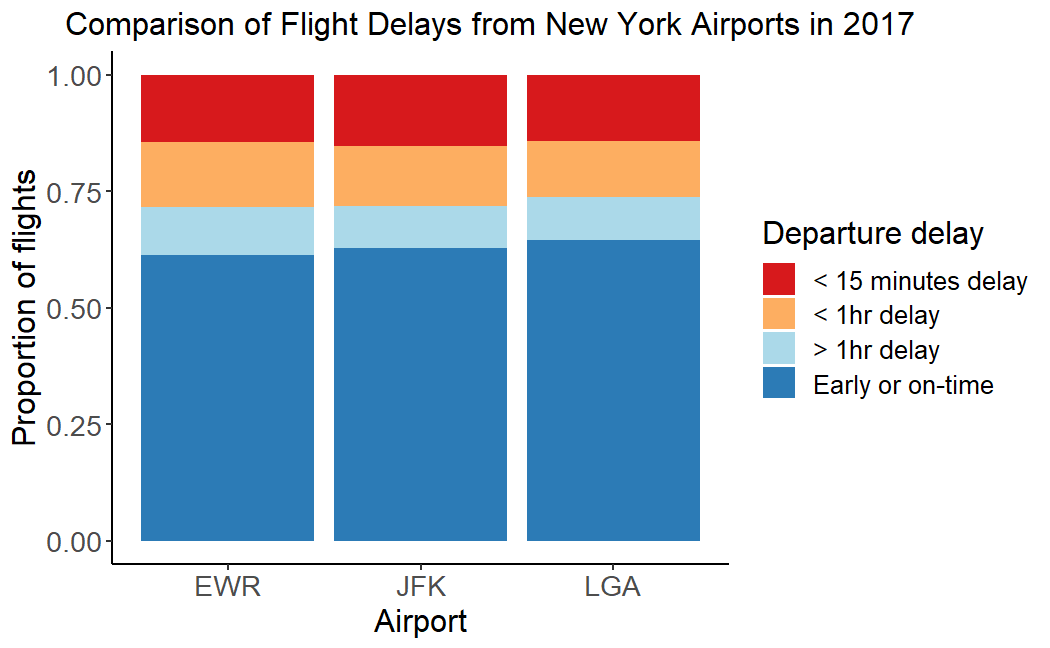 Comparison of Flight Delays from New York Airports in 2017
Proportion of flights
1.00
0.75
0.50
0.25
0.00
EWR
JFK
LGA
Airport
Departure delay
< 15 minutes delay
< 1hr delay
> 1hr delay
Early or on-time